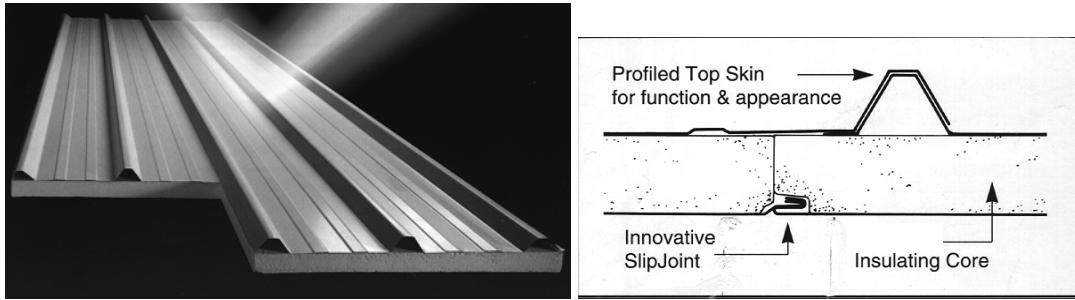 Profiled Top Skin
for function & appearance
Innovative
SlipJoint
Insulating Core